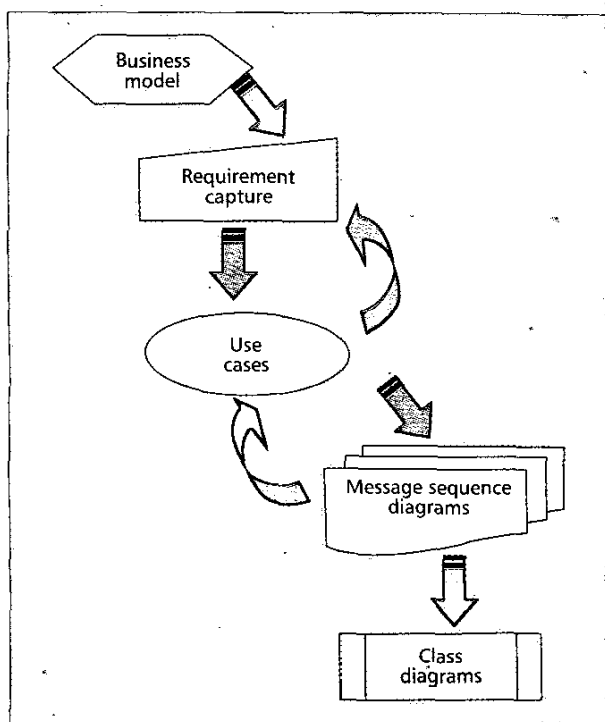 Business
model
Requirement
capture
Use
cases
Message sequence
diagrams
Class
diagrams